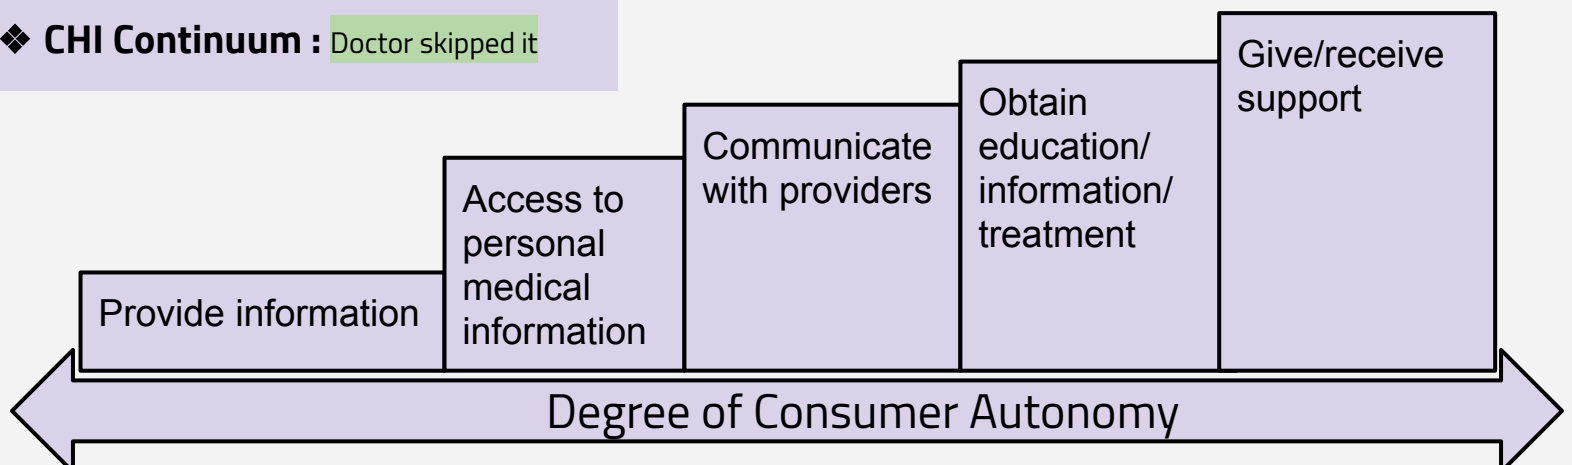 ❖ CHI Continuum : Doctor skipped it
Provide information
Access to
personal
medical
information
Communicate
with providers
Obtain
education/
information/
treatment
Give/receive
support
Degree of Consumer Autonomy